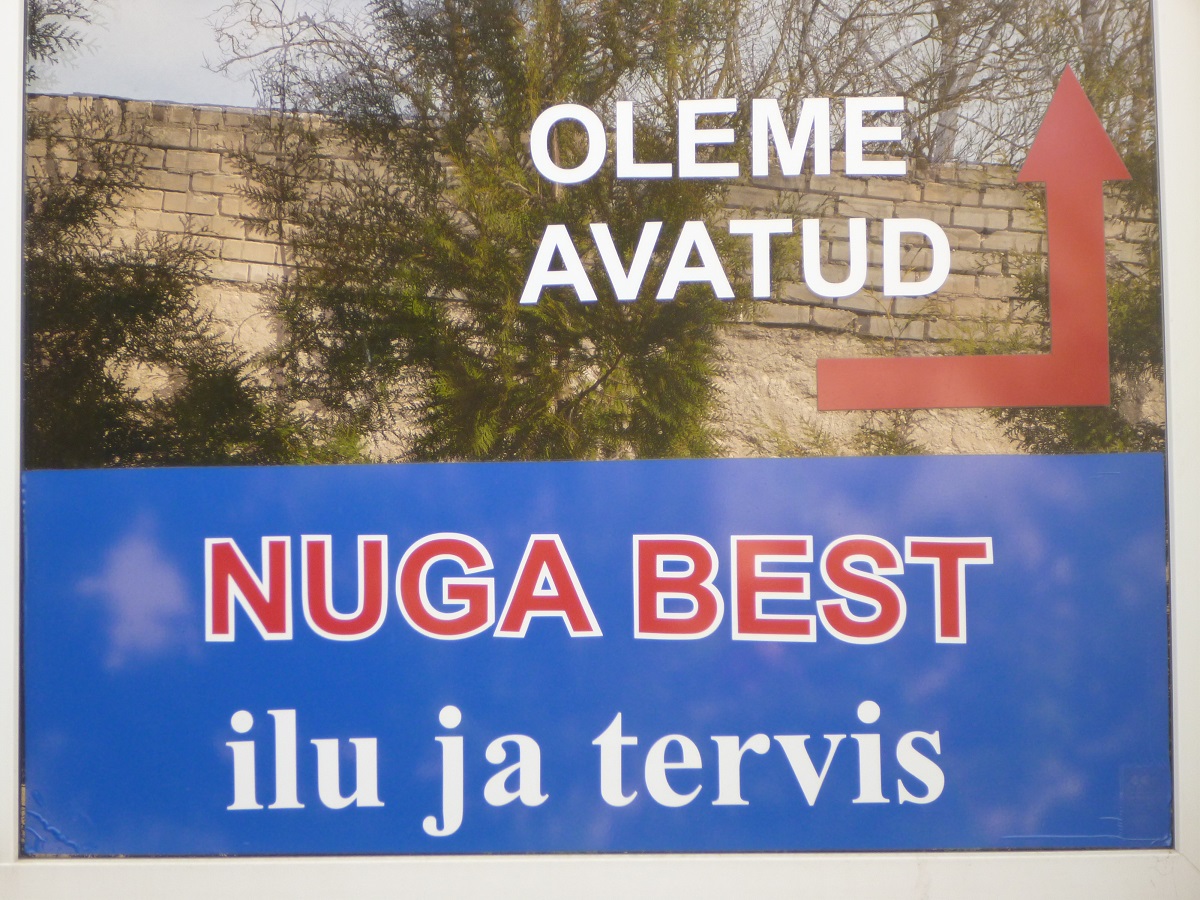 OLEME
AVATUD
NUGA BEST
ilu ja tervis